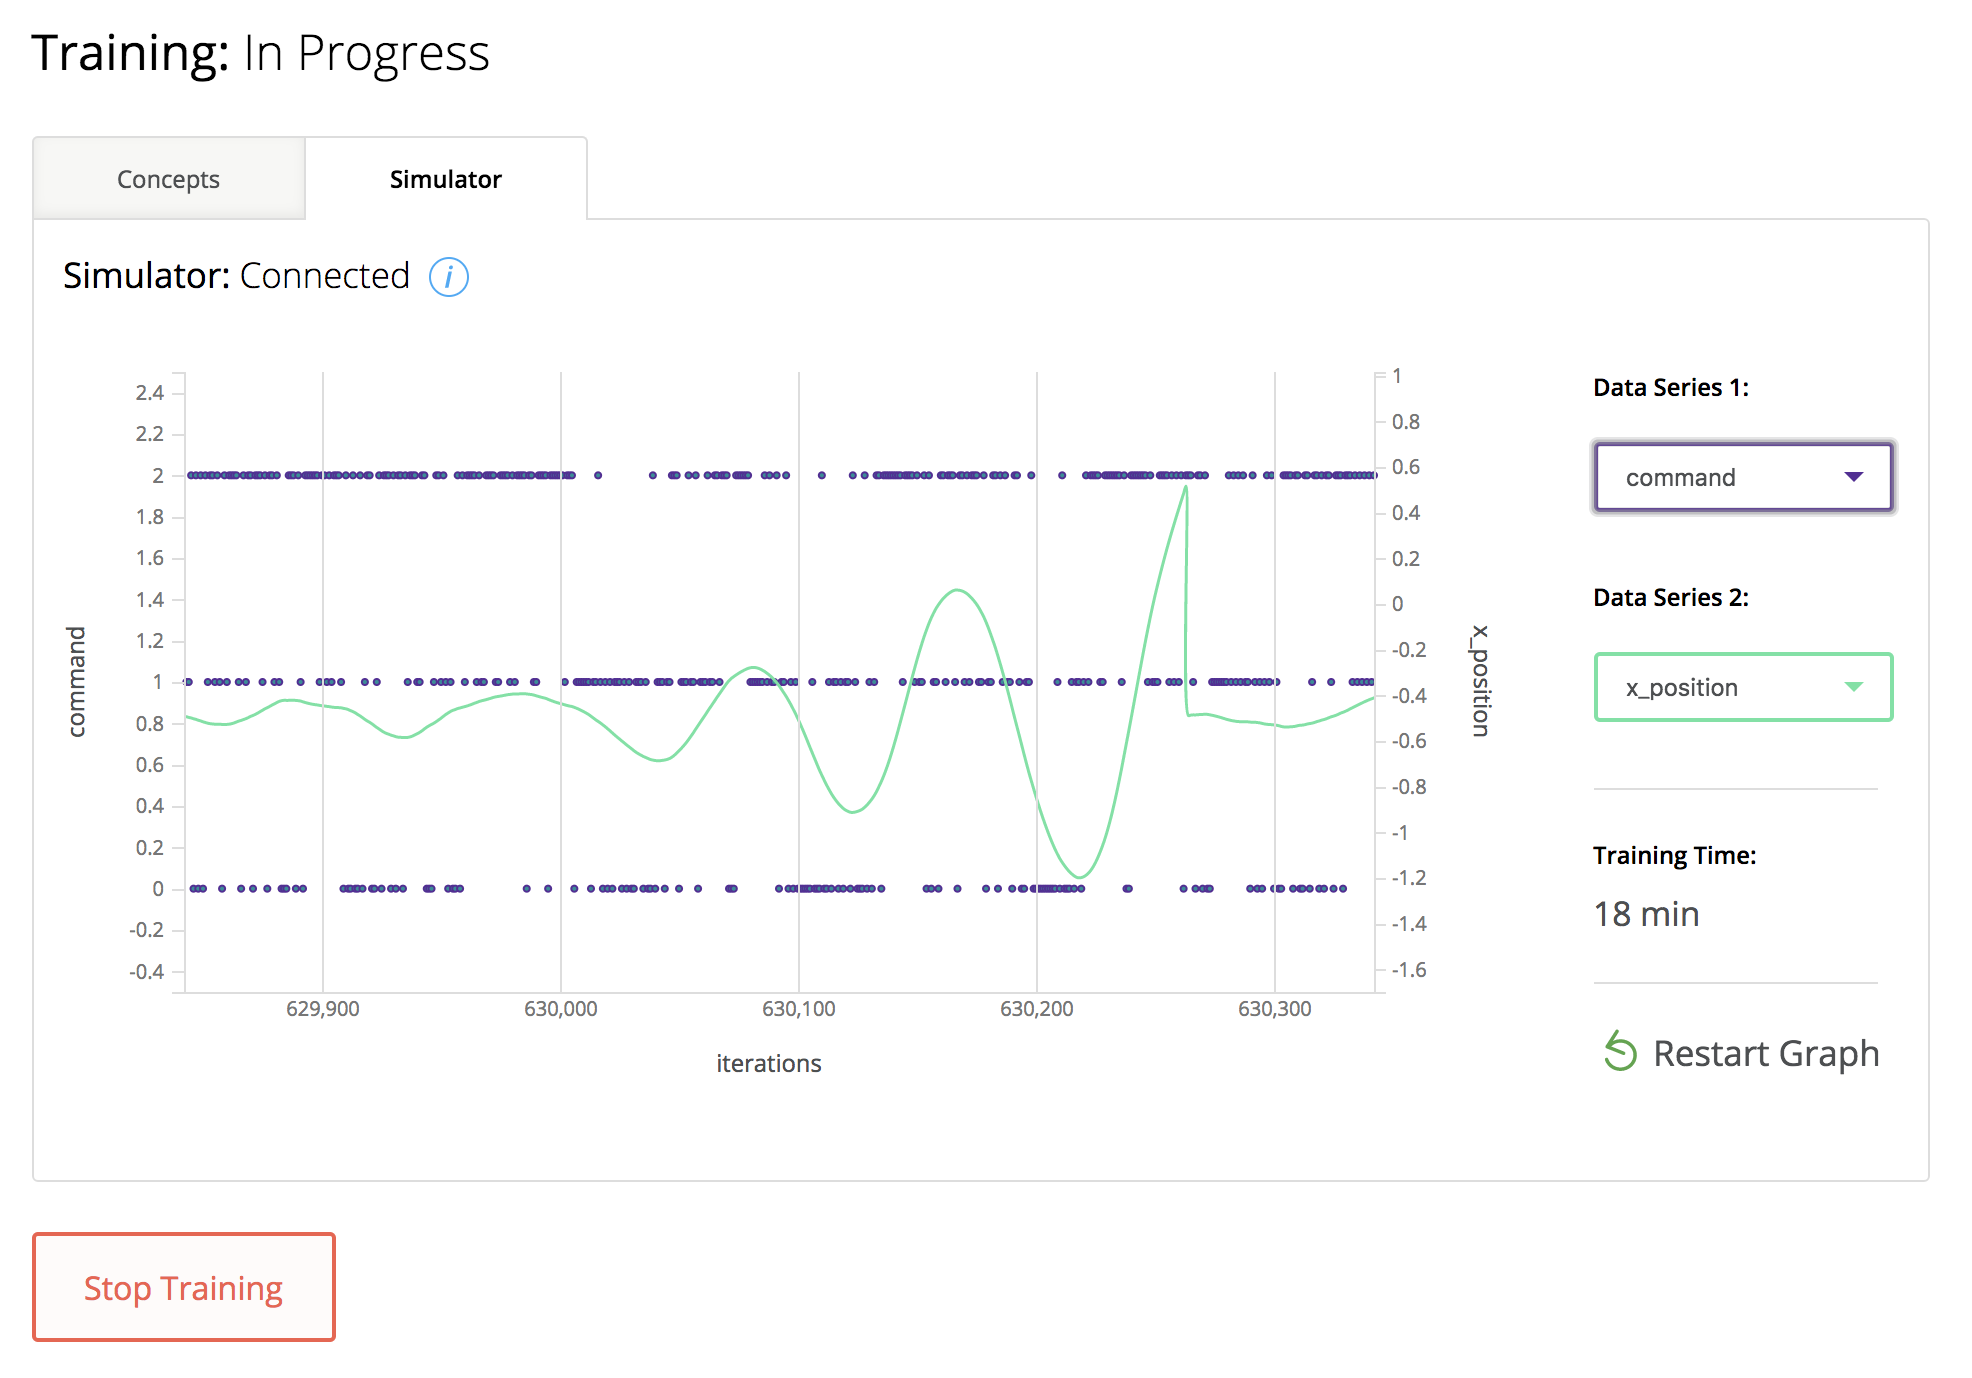 Training: In Progress
Concepts
Simulator
Simulator: Connected i
2.4
2.2
2
1.8
1.6
1.4
1.2
1
0.8
0.6
0.4
0.2
0
-0.2
-0.4
command
629,900
630,000
630,100
630,200
630,300
iterations
1
0.8
0.6
0.4
0.2
0
-0.2
-0.4
-0.6
-0.8
-1
-1.2
-1.4
-1.6
x_position
Data Series 1:
command
Data Series 2:
x_position
Training Time:
18 min
Restart Graph
Stop Training